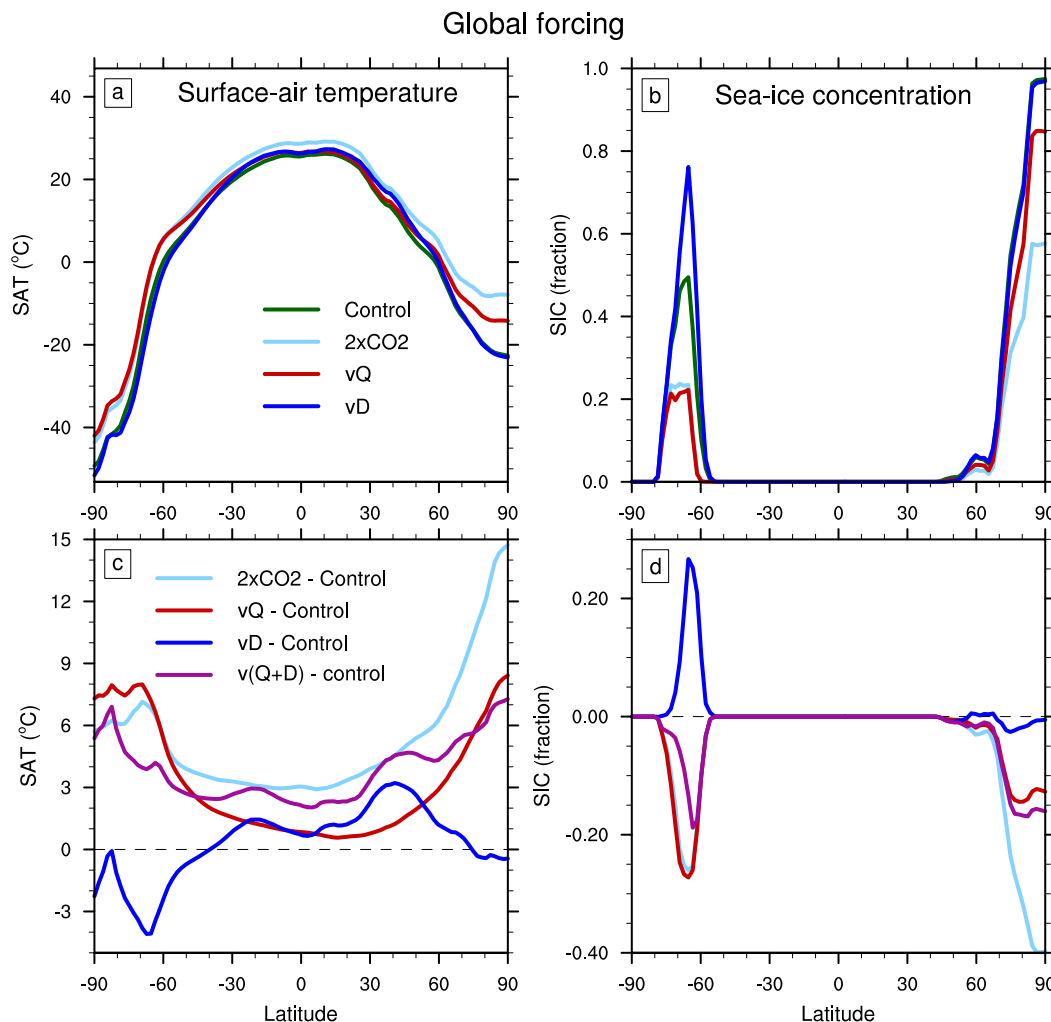 Global forcing
a
Surface-air temperature
SAT (°C)
40
20
0
-20
-40
Control
2xCO2
vQ
vD
-90 -60 -30 0 30 60 90
b
Sea-ice concentration
SIC (fraction)
1.0
0.8
0.6
0.4
0.2
0.0
-90 -60 -30 0 30 60 90
c
SAT (°C)
15
12
9
6
3
0
-3
2xCO2 - Control
vQ - Control
vD - Control
v(Q+D) - control
-90 -60 -30 0 30 60 90
Latitude
d
SIC (fraction)
0.20
0.00
-0.20
-0.40
-90 -60 -30 0 30 60 90
Latitude